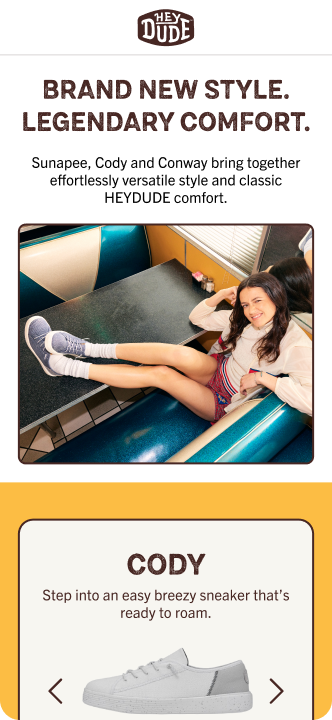 HEY
DUDE
BRAND NEW STYLE.
LEGENDARY COMFORT.
Sunapee, Cody and Conway bring together
effortlessly versatile style and classic
HEYDUDE comfort.
CODY
Step into an easy breezy sneaker that’s
ready to roam.